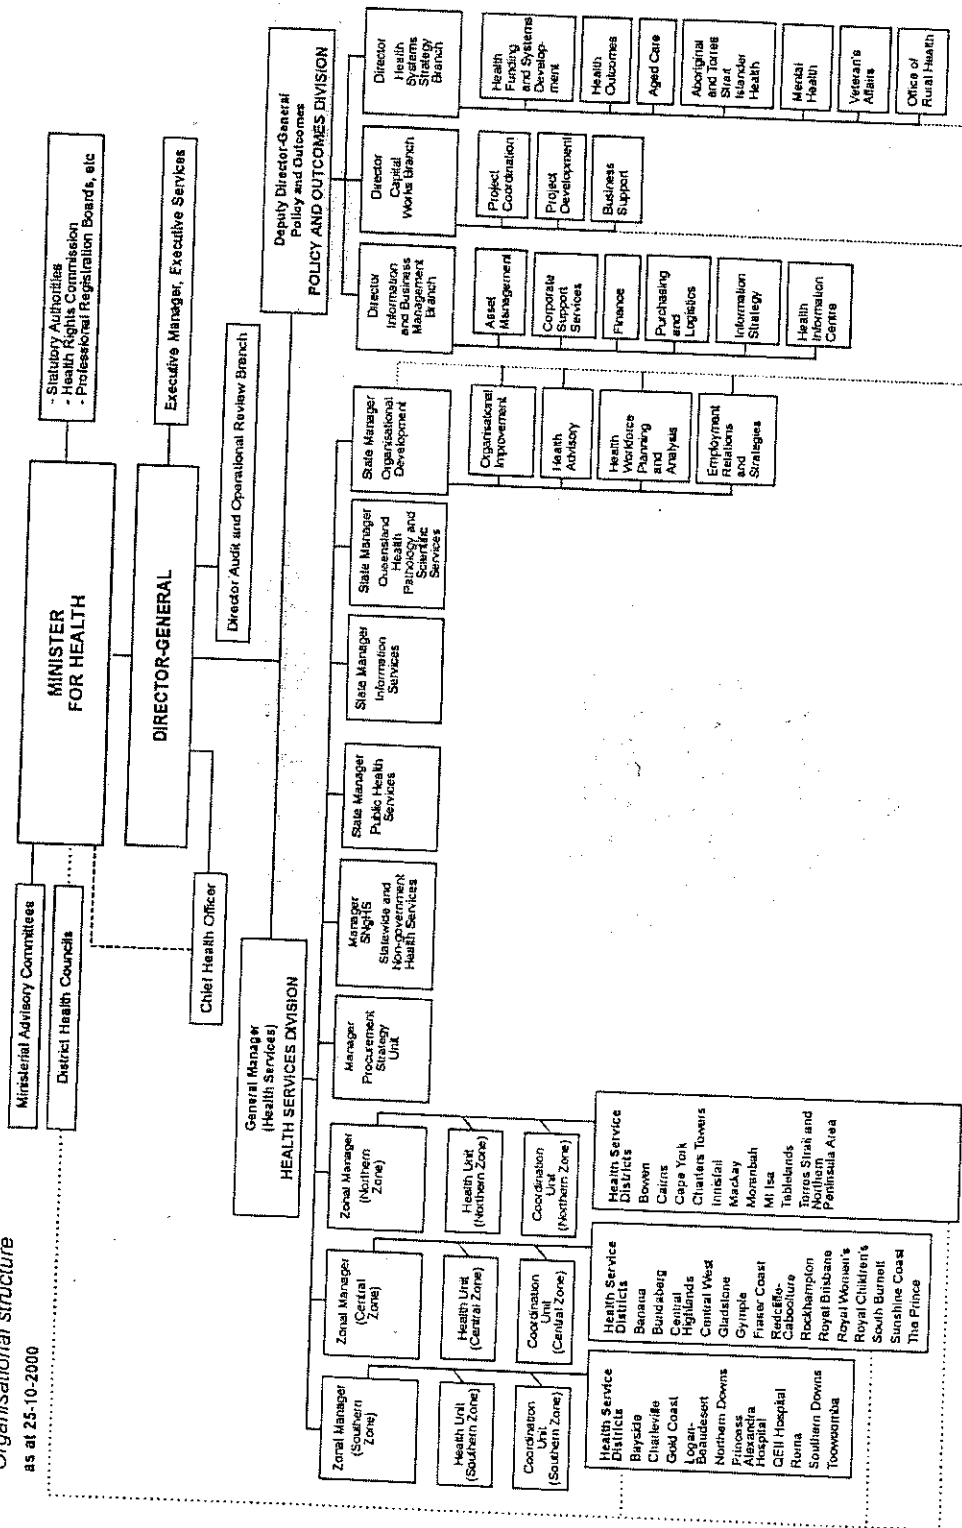 Organisational structure
as at 25-10-2000
MINISTER
FOR HEALTH
Ministerial Advisory Committees
District Health Councils
- Statutory Authorities
- Health Rights Commission
- Professional Registration Boards, etc
DIRECTOR-GENERAL
Executive Manager, Executive Services
Chief Health Officer
Director Audit and Operational Review Branch
General Manager
(Health Services)
HEALTH SERVICES DIVISION
Deputy Director-General
Policy and Outcomes
POLICY AND OUTCOMES DIVISION
Zonal Manager
(Southern
Zone)
Health Unit
(Southern Zone)
Coordination
Unit
(Southern Zone)
Health Service
Districts
Bayside
Charleville
Gold Coast
Logan-
Beaudesert
Northern Downs
Princess
Alexandra
Hospital
QEII Hospital
Roma
Southern Downs
Toowoomba
Zonal Manager
(Central
Zone)
Health Unit
(Central Zone)
Coordination
Unit
(Central Zone)
Health Service
Districts
Banana
Bundaberg
Central
Highlands
Central West
Gladstone
Gympie
Fraser Coast
Redcliffe-
Caboolture
Rockhampton
Royal Brisbane
Royal Women's
Royal Children's
South Burnett
Sunshine Coast
The Prince
Zonal Manager
(Northern
Zone)
Health Unit
(Northern Zone)
Coordination
Unit
(Northern Zone)
Health Service
Districts
Bowen
Cairns
Cape York
Charters Towers
Innisfail
Mackay
Moranbah
Mt Isa
Tablelands
Torres Strait and
Northern
Peninsula Area
Manager
Procurement
Strategy
Unit
Manager
SNgHS
Statewide and
Non-government
Health Services
State Manager
Public Health
Services
State Manager
Information
Services
State Manager
Queensland
Health
Pathology and
Scientific
Services
State Manager
Organisational
Development
Organisational
Improvement
Health
Advisory
Health
Workforce
Planning
and
Analysis
Employment
Relations
and
Strategies
Director
Information
and Business
Management
Branch
Asset
Management
Corporate
Support
Services
Finance
Purchasing
and
Logistics
Information
Strategy
Health
Information
Centre
Director
Capital
Works Branch
Project
Coordination
Project
Development
Business
Support
Director
Health
Systems
Strategy
Branch
Health
Funding
and Systems
Develop-
ment
Health
Outcomes
Aged Care
Aboriginal
and Torres
Strait
Islander
Health
Mental
Health
Veteran's
Affairs
Office of
Rural Health